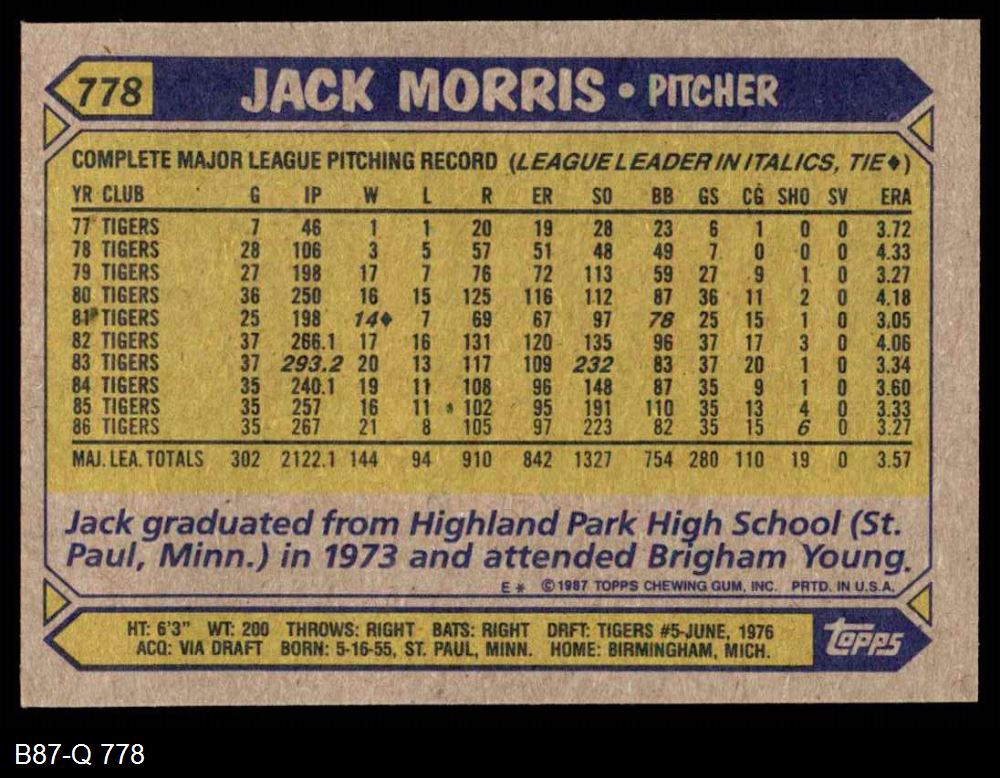 778 JACK MORRIS • PITCHER
COMPLETE MAJOR LEAGUE PITCHING RECORD (LEAGUE LEADER IN ITALICS, TIE♦)
YR CLUB G IP W L R ER SO BB GS CG SHO SV ERA
77 TIGERS 7 46 1 1 20 19 28 23 6 1 0 0 3.72
78 TIGERS 28 106 3 5 57 51 48 49 7 0 0 0 4.33
79 TIGERS 27 198 17 7 76 72 113 59 27 9 1 0 3.27
80 TIGERS 36 250 16 15 125 116 112 87 36 11 2 0 4.18
81 TIGERS 25 198 14♦ 7 69 67 97 78 25 15 1 0 3.05
82 TIGERS 37 266.1 17 16 131 120 135 96 37 17 3 0 4.06
83 TIGERS 37 293.2 20 13 117 109 232 83 37 20 1 0 3.34
84 TIGERS 35 240.1 19 11 108 96 148 87 35 9 1 0 3.60
85 TIGERS 35 257 16 11 102 95 191 110 35 13 4 0 3.33
86 TIGERS 35 267 21 8 105 97 223 82 35 15 6 0 3.27
MAJ. LEA. TOTALS 302 2122.1 144 94 910 842 1327 754 280 110 19 0 3.57
Jack graduated from Highland Park High School (St.
Paul, Minn.) in 1973 and attended Brigham Young.
E* ©1987 TOPPS CHEWING GUM, INC. PRTD. IN U.S.A.
HT: 6'3" WT: 200 THROWS: RIGHT BATS: RIGHT DRFT: TIGERS #5-JUNE, 1976
ACQ: VIA DRAFT BORN: 5-16-55, ST. PAUL, MINN. HOME: BIRMINGHAM, MICH.
topps
B87-Q 778